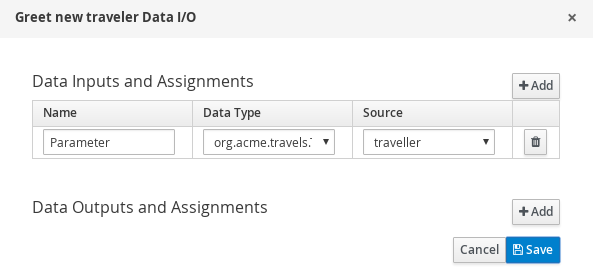 Greet new traveler Data I/O ×
Data Inputs and Assignments
+ Add
Name Data Type Source
Parameter org.acme.travels. traveller
Data Outputs and Assignments
+ Add
Cancel Save